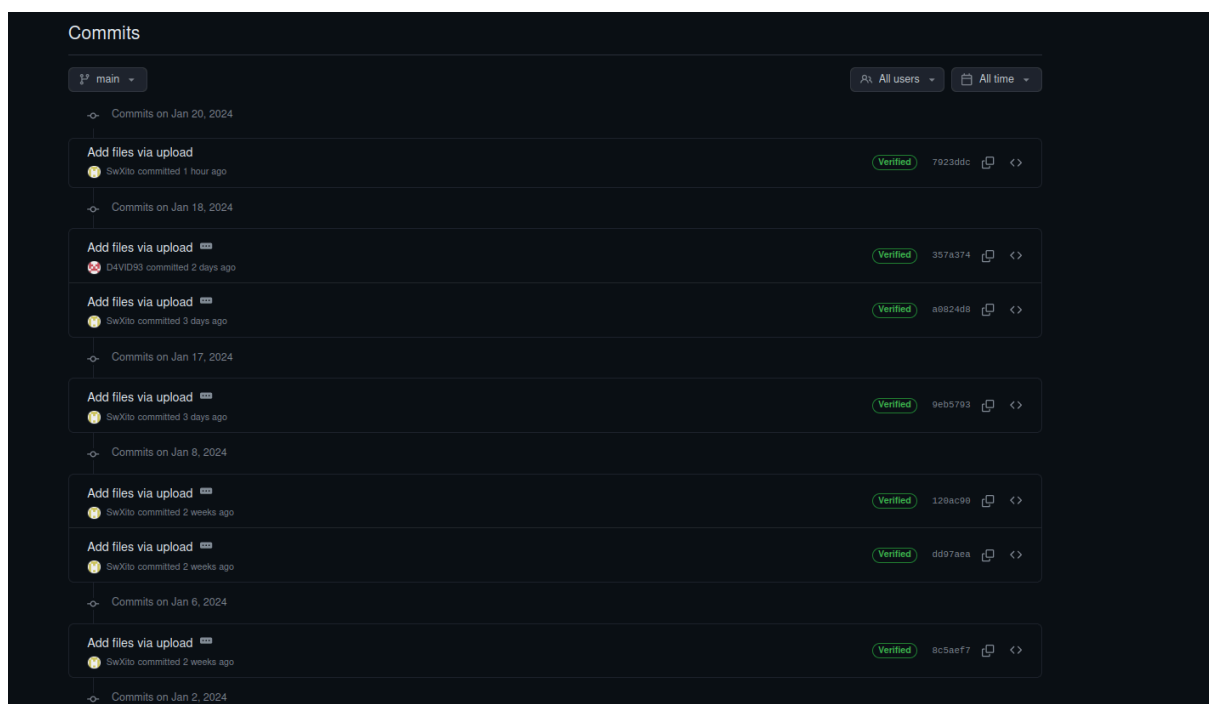 Commits
main
All users
All time
Commits on Jan 20, 2024
Add files via upload
SwXito committed 1 hour ago
Verified
7923ddc
Commits on Jan 18, 2024
Add files via upload
D4VID93 committed 2 days ago
Verified
357a374
Add files via upload
SwXito committed 3 days ago
Verified
a0824d8
Commits on Jan 17, 2024
Add files via upload
SwXito committed 3 days ago
Verified
9eb5793
Commits on Jan 8, 2024
Add files via upload
SwXito committed 2 weeks ago
Verified
120ac90
Add files via upload
SwXito committed 2 weeks ago
Verified
dd97aea
Commits on Jan 6, 2024
Add files via upload
SwXito committed 2 weeks ago
Verified
8c5aef7
Commits on Jan 2, 2024